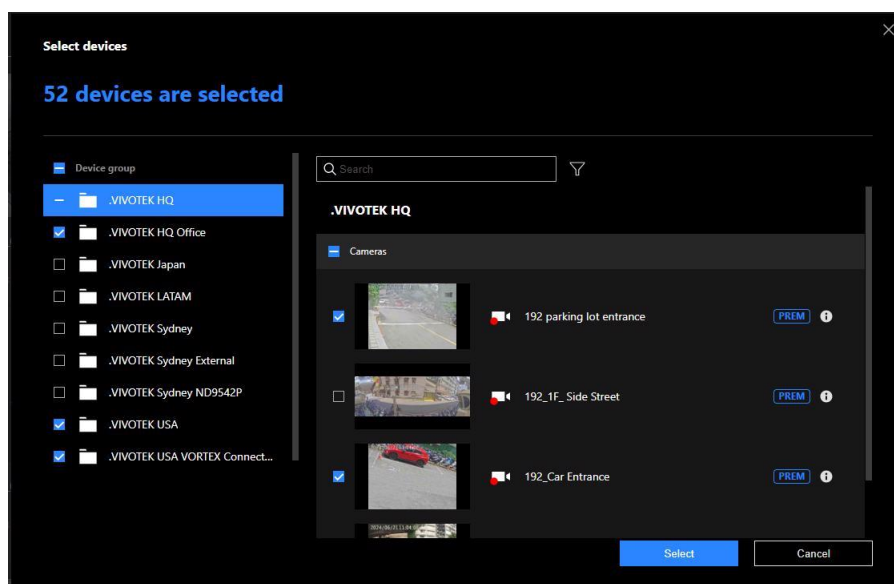 Select devices
52 devices are selected
Device group
.VIVOTEK HQ
.VIVOTEK HQ Office
.VIVOTEK Japan
.VIVOTEK LATAM
.VIVOTEK Sydney
.VIVOTEK Sydney External
.VIVOTEK Sydney ND9542P
.VIVOTEK USA
.VIVOTEK USA VORTEX Connect...
Search
.VIVOTEK HQ
Cameras
192 parking lot entrance PREM
192_1F_ Side Street PREM
192_Car Entrance PREM
Select Cancel